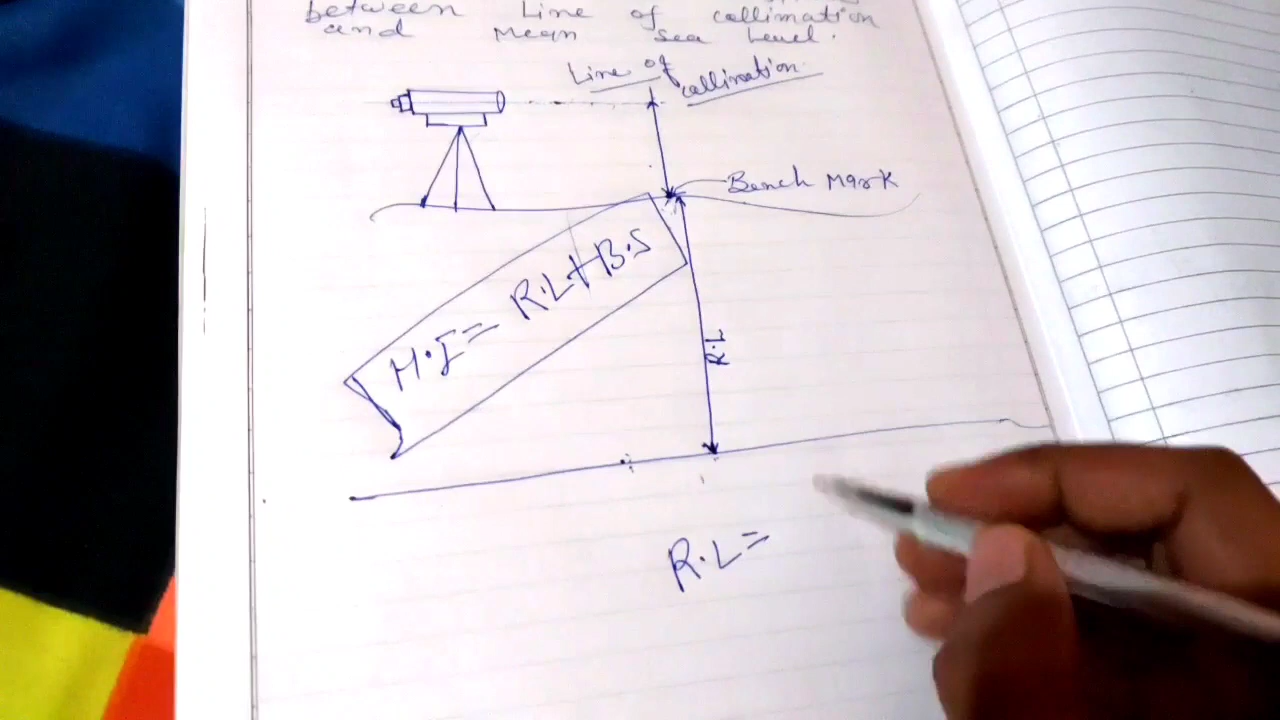 between Line of collimation
and Mean Sea Level.
Line of
collimation
Bench Mark
H.I = R.L + B.S
R.L
R.L =